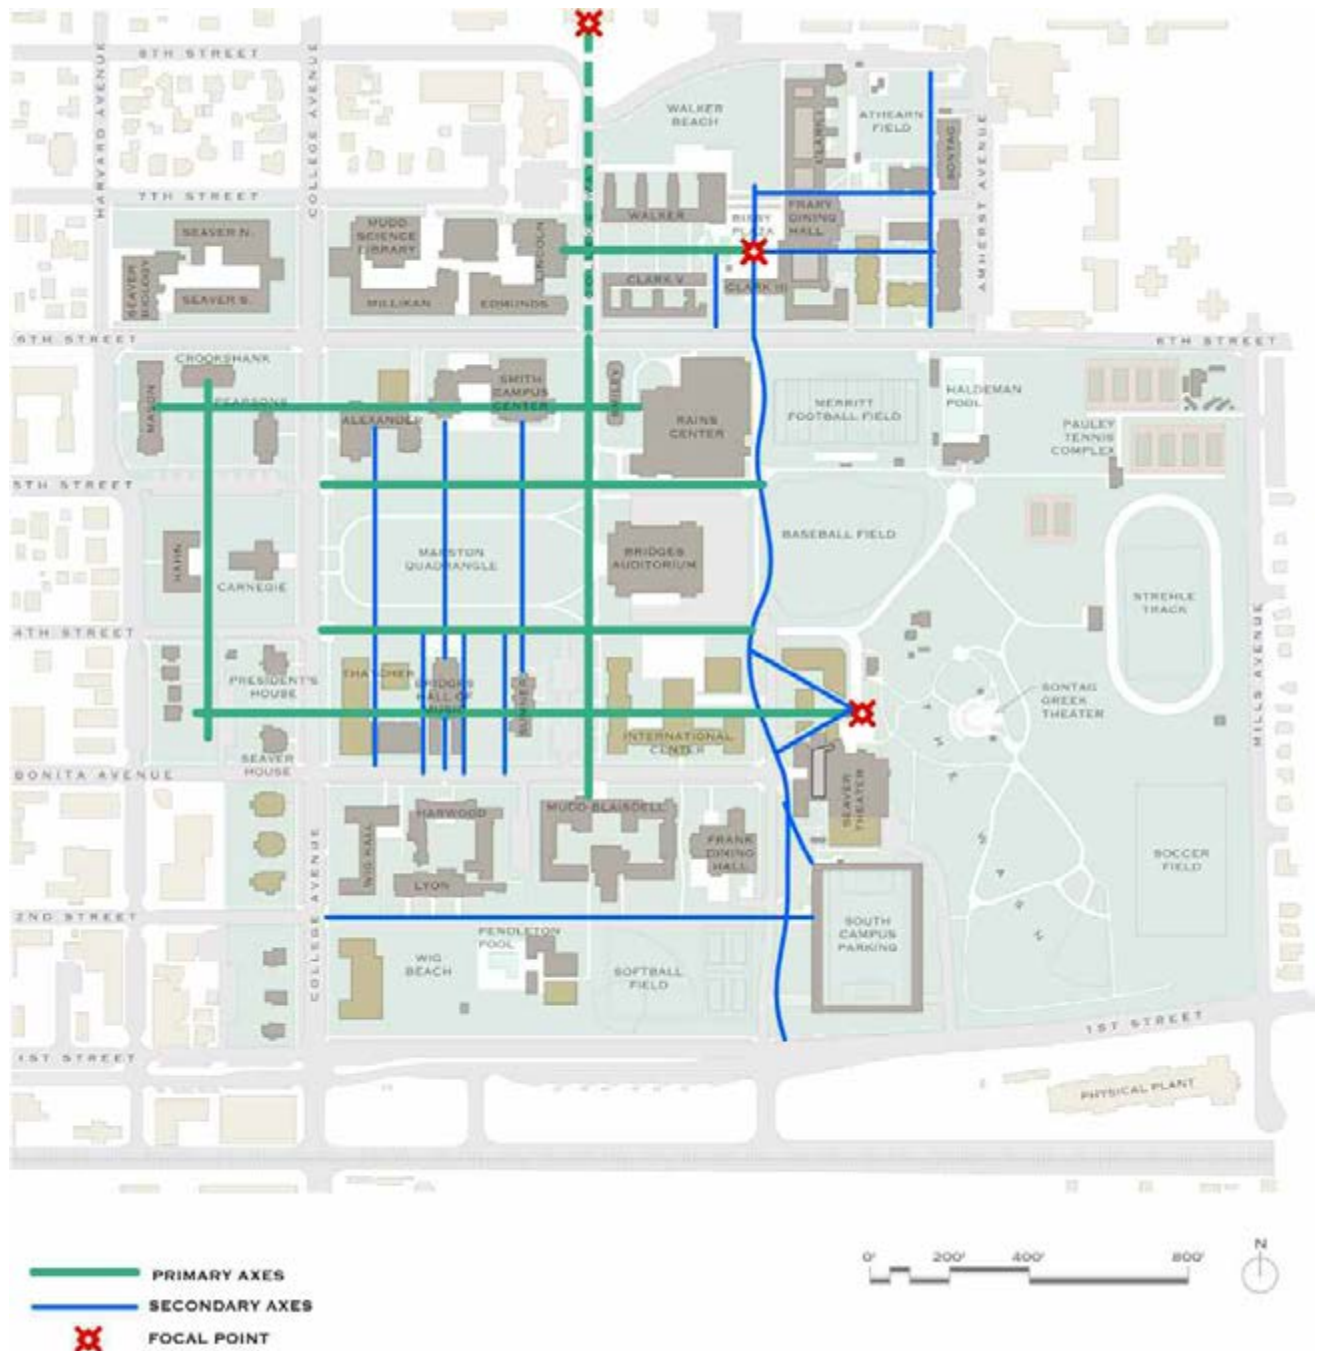 8TH STREET
HARVARD AVENUE
COLLEGE AVENUE
WALKER
BEACH
ATHEARN
FIELD
CLARK I
SONTAG
AMHERST AVENUE
7TH STREET
SEAVER N.
MUDD
SCIENCE
LIBRARY
LINCOLN
WALKER
BIXBY
PLAZA
FRARY
DINING
HALL
SEAVER
BIOLOGY
SEAVER S.
MILLIKAN
EDMUNDS
CLARK V
CLARK III
6TH STREET
6TH STREET
CROOKSHANK
MASON
PEARSONS
ALEXANDER
SMITH
CAMPUS
CENTER
SMILEY
RAINS
CENTER
MERRITT
FOOTBALL FIELD
HALDEMAN
POOL
PAULEY
TENNIS
COMPLEX
5TH STREET
HAHN
CARNEGIE
MARSTON
QUADRANGLE
BRIDGES
AUDITORIUM
BASEBALL FIELD
STREHLE
TRACK
4TH STREET
MILLS AVENUE
PRESIDENT'S
HOUSE
THATCHER
BRIDGES
HALL OF
MUSIC
SUMNER
INTERNATIONAL
CENTER
SONTAG
GREEK
THEATER
SEAVER
HOUSE
BONITA AVENUE
SEAVER
THEATER
WIG HALL
HARWOOD
LYON
MUDD-BLAISDELL
FRANK
DINING
HALL
SOCCER
FIELD
COLLEGE AVENUE
2ND STREET
PENDLETON
POOL
WIG
BEACH
SOFTBALL
FIELD
SOUTH
CAMPUS
PARKING
1ST STREET
1ST STREET
PHYSICAL PLANT
PRIMARY AXES
SECONDARY AXES
FOCAL POINT
0' 200' 400' 800'
N